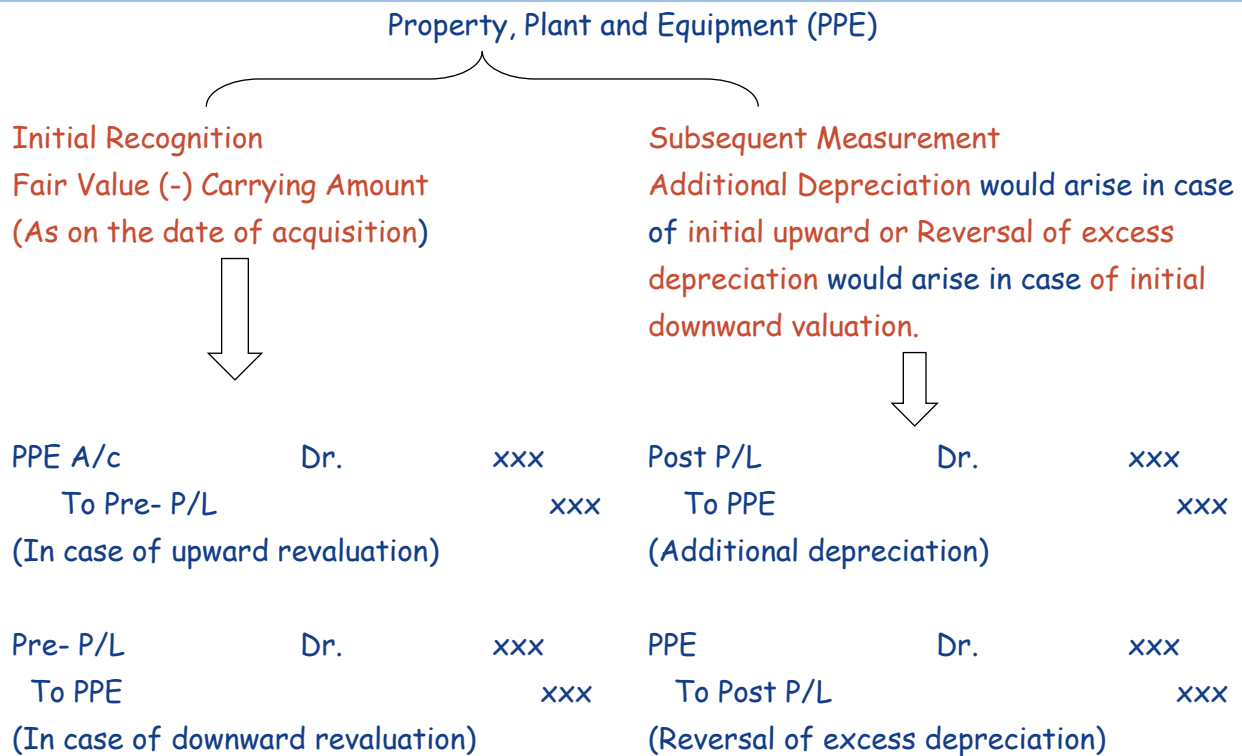 Property, Plant and Equipment (PPE)
Initial Recognition
Fair Value (-) Carrying Amount
(As on the date of acquisition)
Subsequent Measurement
Additional Depreciation would arise in case
of initial upward or Reversal of excess
depreciation would arise in case of initial
downward valuation.
PPE A/c Dr. xxx
To Pre- P/L xxx
(In case of upward revaluation)
Pre- P/L Dr. xxx
To PPE xxx
(In case of downward revaluation)
Post P/L Dr. xxx
To PPE xxx
(Additional depreciation)
PPE Dr. xxx
To Post P/L xxx
(Reversal of excess depreciation)